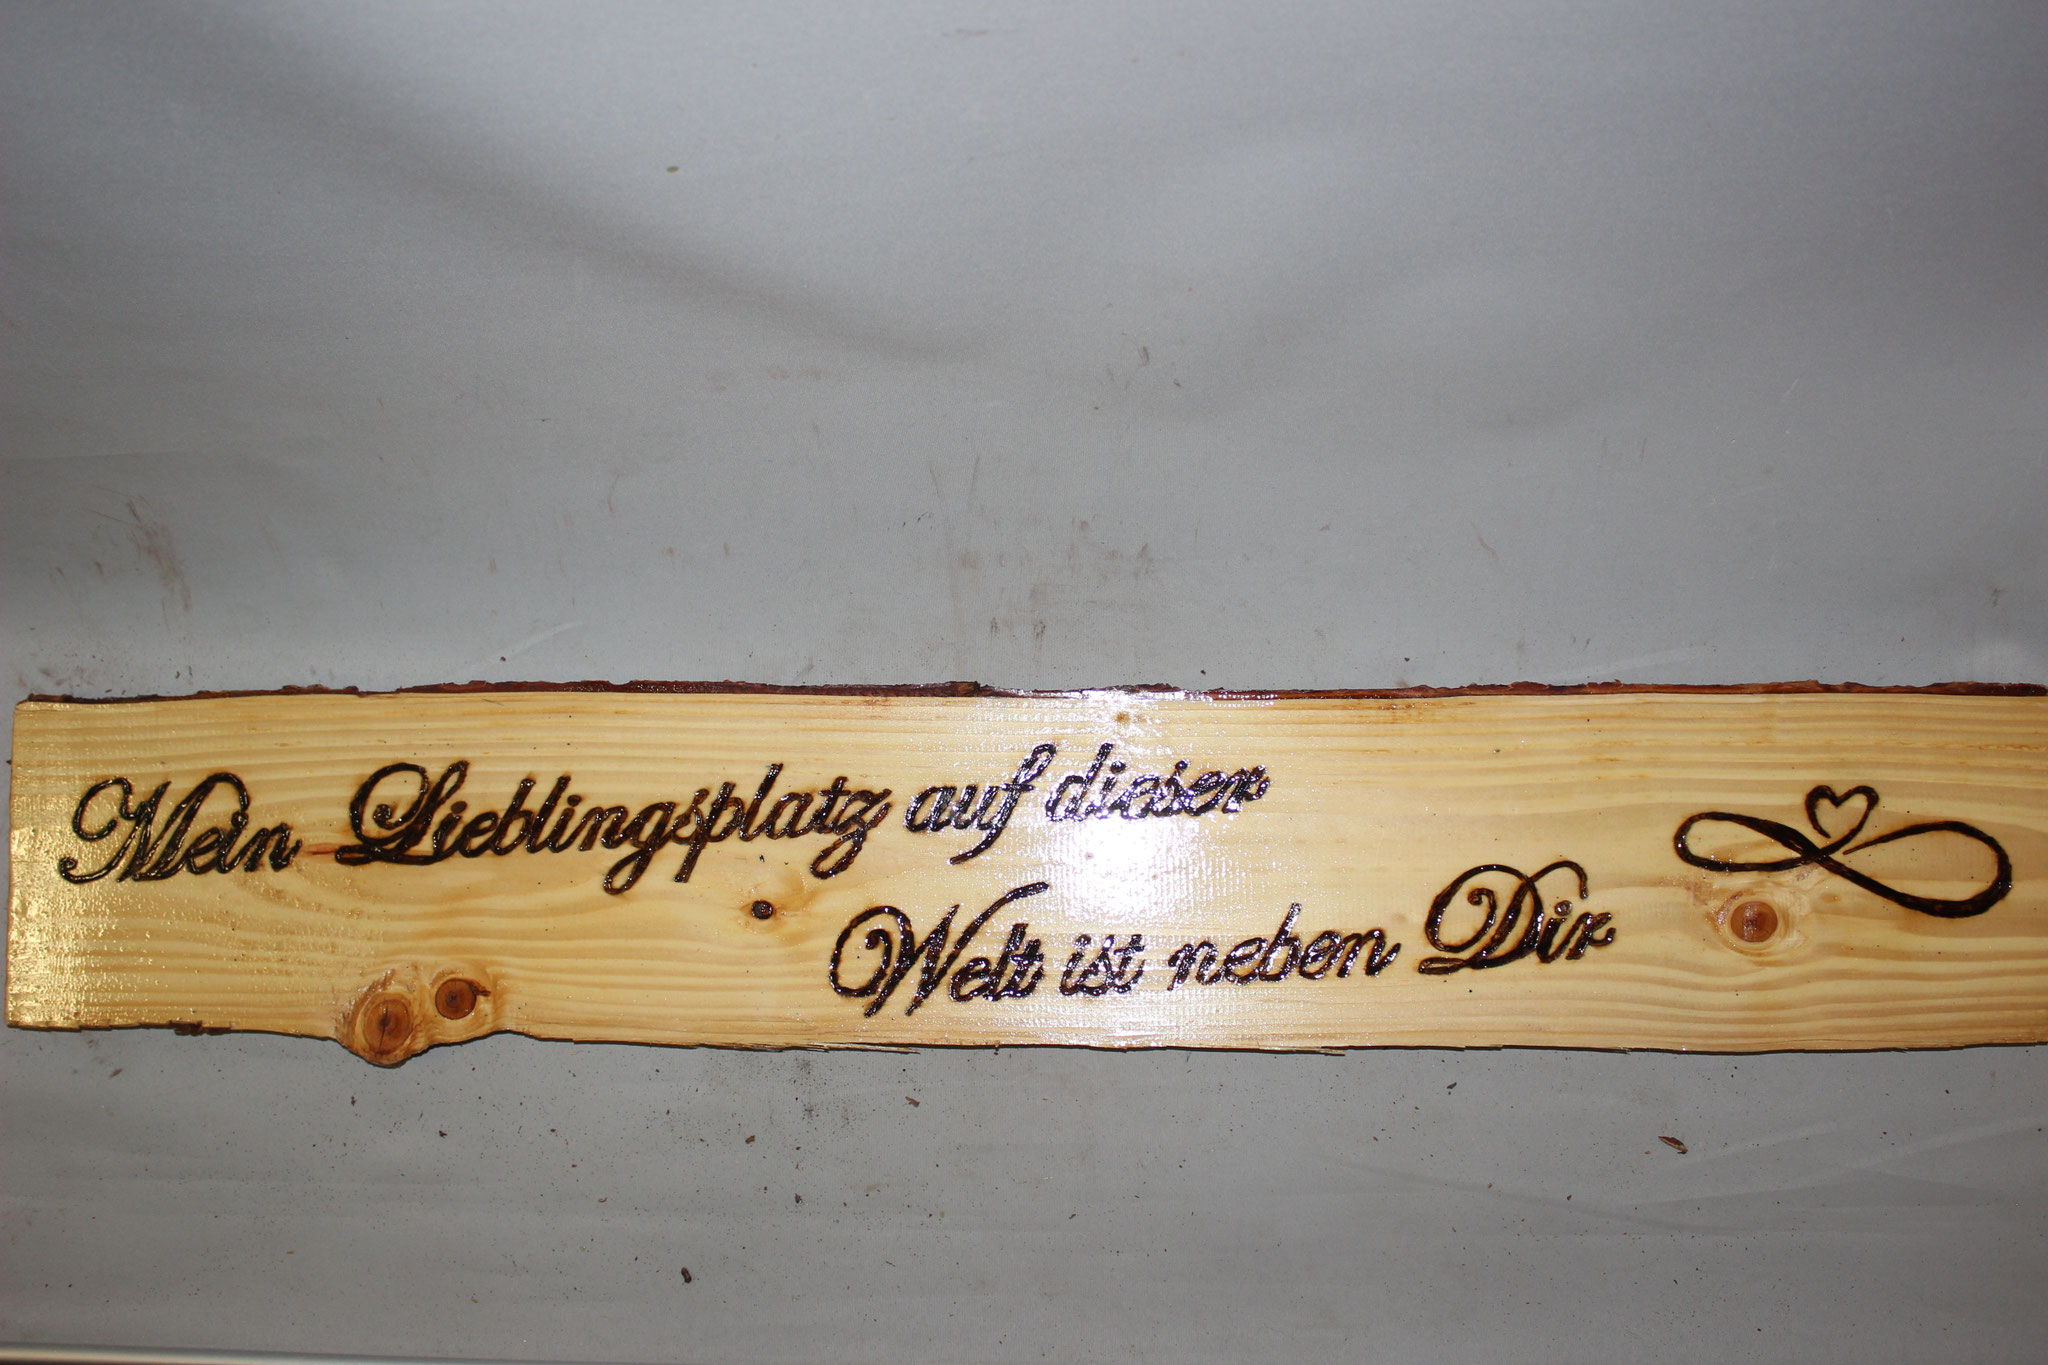 Mein Lieblingsplatz auf dieser
Welt ist neben Dir